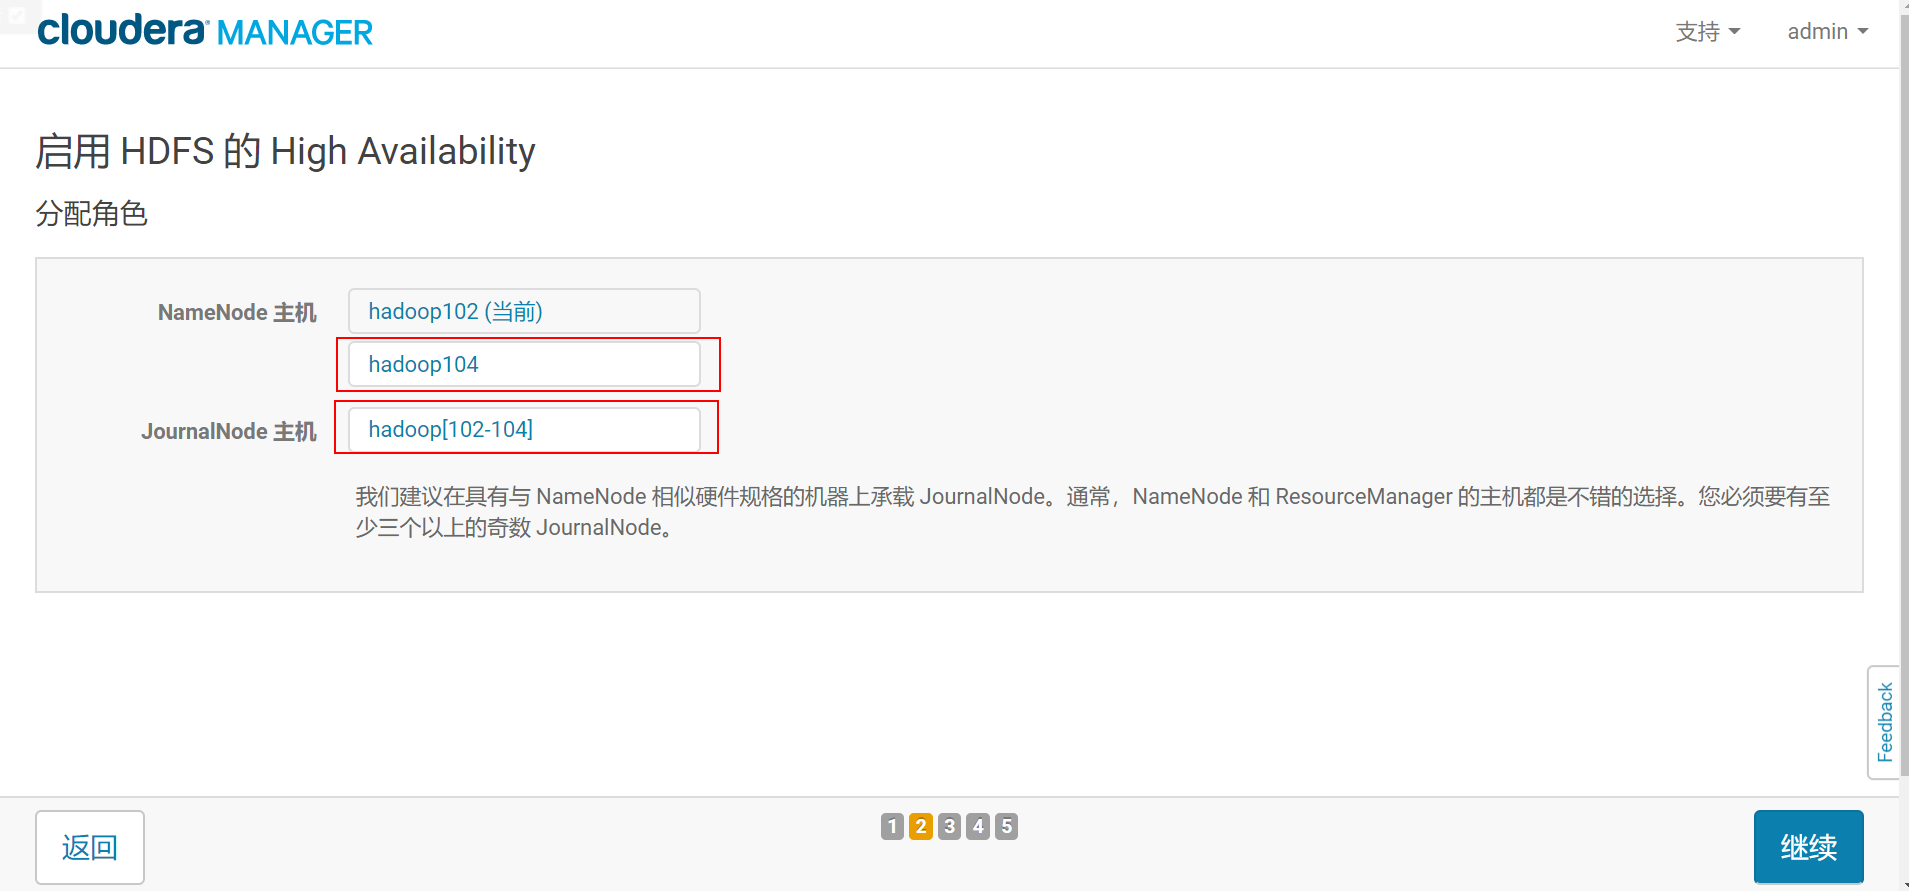 cloudera MANAGER
支持 admin
启用 HDFS 的 High Availability
分配角色
NameNode 主机 hadoop102 (当前)
hadoop104
JournalNode 主机 hadoop[102-104]
我们建议在具有与 NameNode 相似硬件规格的机器上承载 JournalNode。通常，NameNode 和 ResourceManager 的主机都是不错的选择。您必须要有至
少三个以上的奇数 JournalNode。
Feedback
返回 1 2 3 4 5 继续